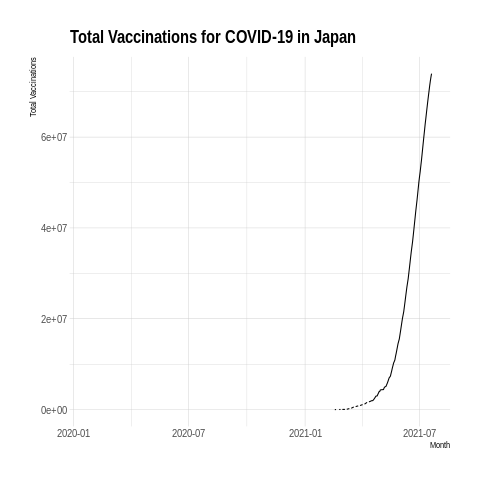 Total Vaccinations for COVID-19 in Japan
Total Vaccinations
6e+07
4e+07
2e+07
0e+00
2020-01 2020-07 2021-01 2021-07
Month